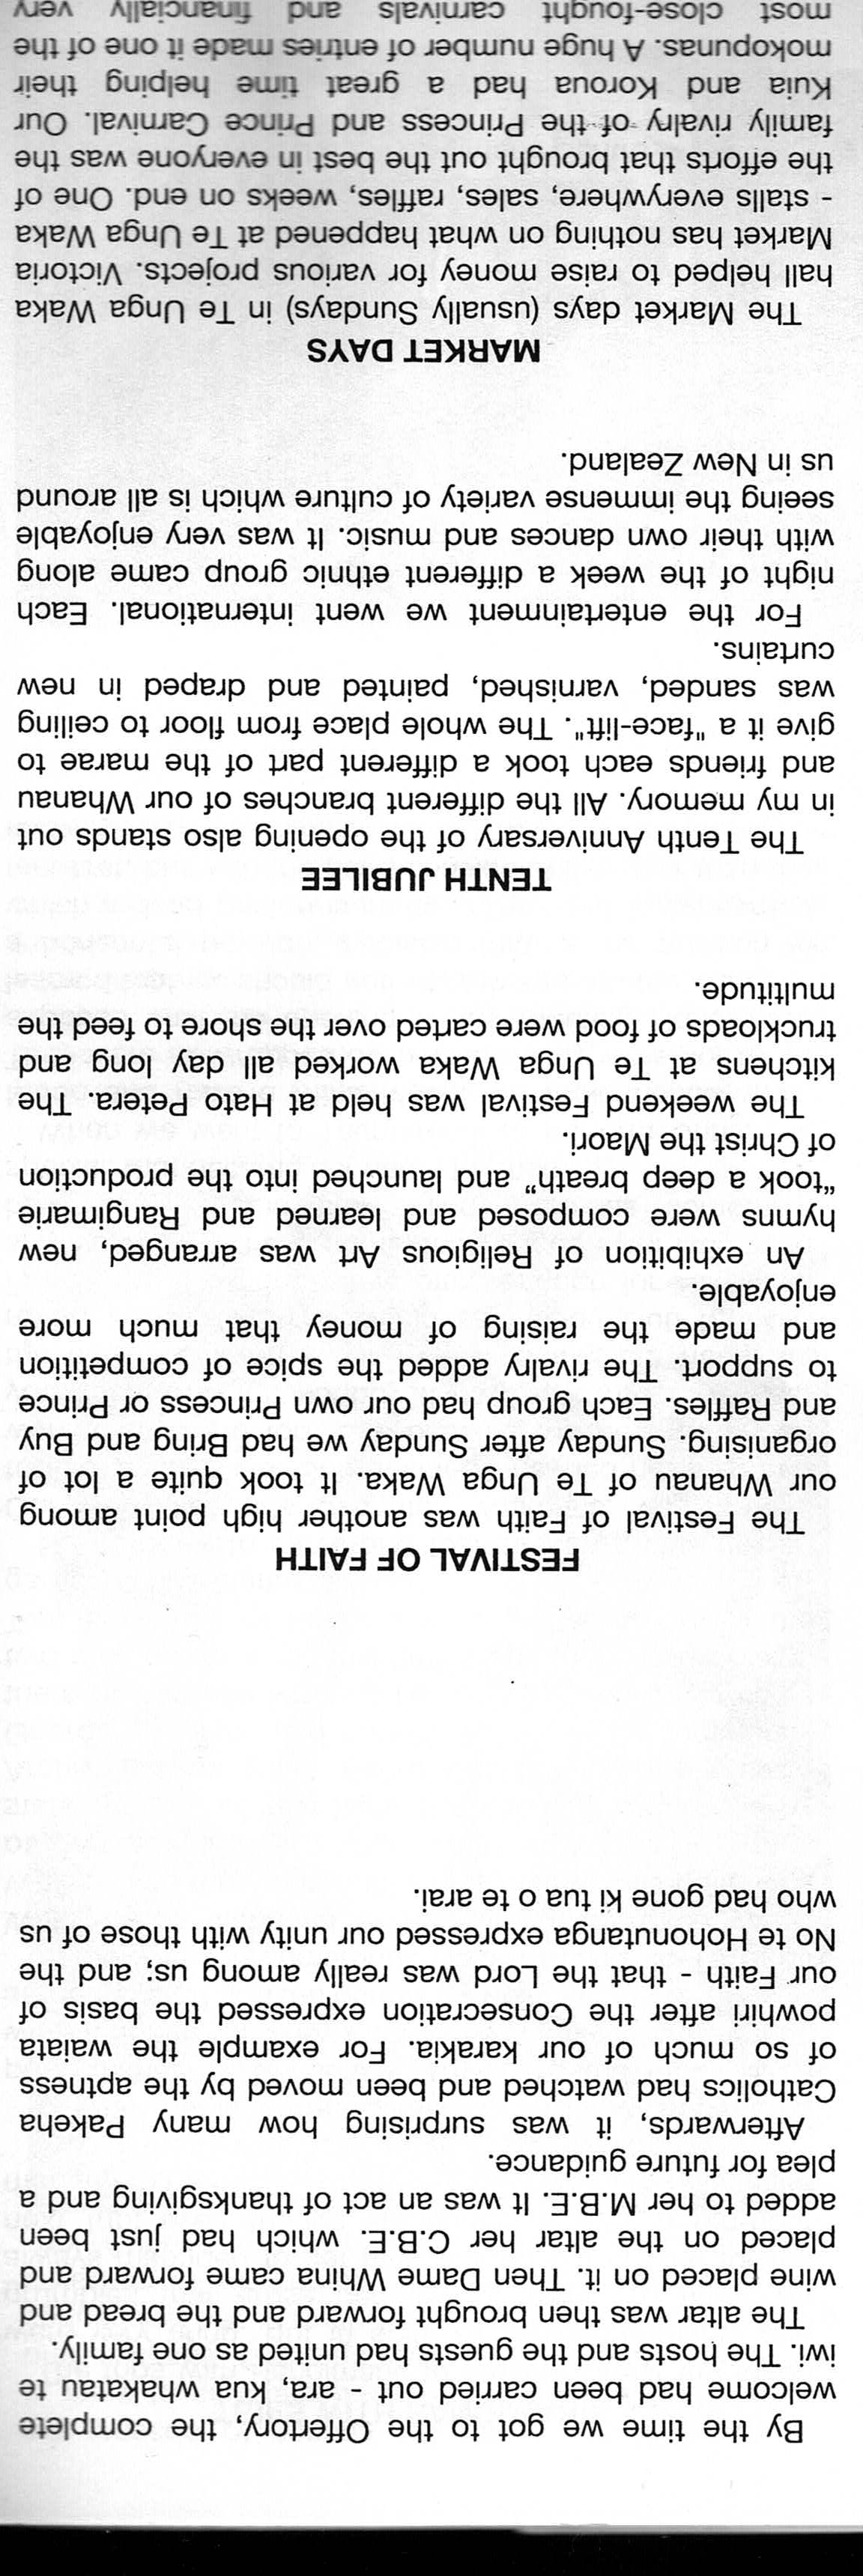 By the time we got to the Offertory, the complete
welcome had been carried out - ara, kua whakatau te
iwi. The hosts and the guests had united as one family.
The altar was then brought forward and the bread and
wine placed on it. Then Dame Whina came forward and
placed on the altar her C.B.E. which had just been
added to her M.B.E. It was an act of thanksgiving and a
plea for future guidance.
Afterwards, it was surprising how many Pakeha
Catholics had watched and been moved by the aptness
of so much of our karakia. For example the waiata
powhiri after the Consecration expressed the basis of
our Faith - that the Lord was really among us; and the
No te Hohonutanga expressed our unity with those of us
who had gone ki tua o te arai.
FESTIVAL OF FAITH
The Festival of Faith was another high point among
our Whanau of Te Unga Waka. It took quite a lot of
organising. Sunday after Sunday we had Bring and Buy
and Raffles. Each group had our own Princess or Prince
to support. The rivalry added the spice of competition
and made the raising of money that much more
enjoyable.
An exhibition of Religious Art was arranged, new
hymns were composed and learned and Rangimarie
“took a deep breath” and launched into the production
of Christ the Maori.
The weekend Festival was held at Hato Petera. The
kitchens at Te Unga Waka worked all day long and
truckloads of food were carted over the shore to feed the
multitude.
TENTH JUBILEE
The Tenth Anniversary of the opening also stands out
in my memory. All the different branches of our Whanau
and friends each took a different part of the marae to
give it a "face-lift". The whole place from floor to ceiling
was sanded, varnished, painted and draped in new
curtains.
For the entertainment we went international. Each
night of the week a different ethnic group came along
with their own dances and music. It was very enjoyable
seeing the immense variety of culture which is all around
us in New Zealand.
MARKET DAYS
The Market days (usually Sundays) in Te Unga Waka
hall helped to raise money for various projects. Victoria
Market has nothing on what happened at Te Unga Waka
- stalls everywhere, sales, raffles, weeks on end. One of
the efforts that brought out the best in everyone was the
family rivalry of the Princess and Prince Carnival. Our
Kuia and Koroua had a great time helping their
mokopunas. A huge number of entries made it one of the
most close-fought carnivals and financially very